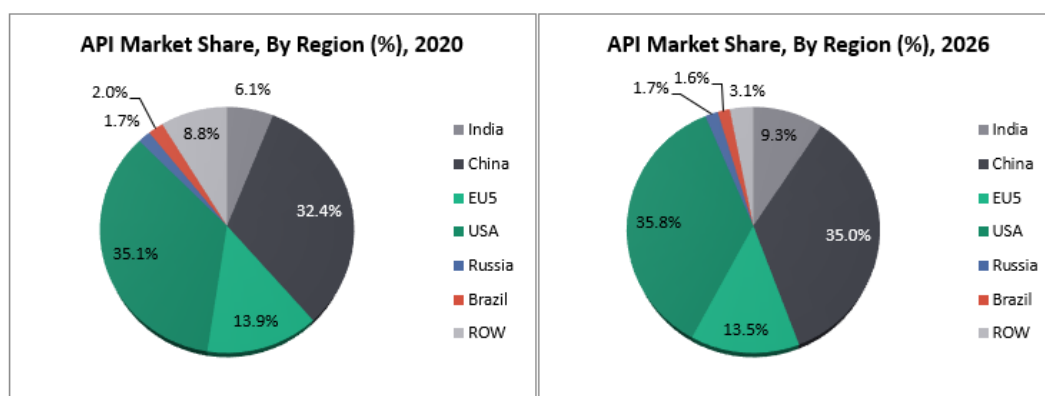 API Market Share, By Region (%), 2020
2.0%
6.1%
1.7%
8.8%
32.4%
35.1%
13.9%
India
China
EU5
USA
Russia
Brazil
ROW
API Market Share, By Region (%), 2026
1.6%
1.7%
3.1%
9.3%
35.8%
35.0%
13.5%
India
China
EU5
USA
Russia
Brazil
ROW